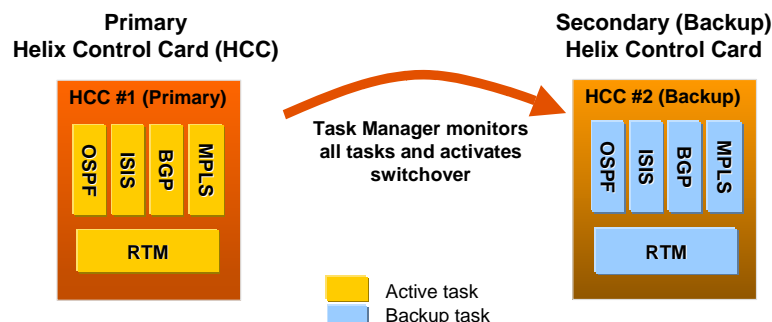 Primary
Helix Control Card (HCC)
Secondary (Backup)
Helix Control Card
HCC #1 (Primary)
OSPF
ISIS
BGP
MPLS
RTM
Task Manager monitors
all tasks and activates
switchover
HCC #2 (Backup)
OSPF
ISIS
BGP
MPLS
RTM
Active task
Backup task